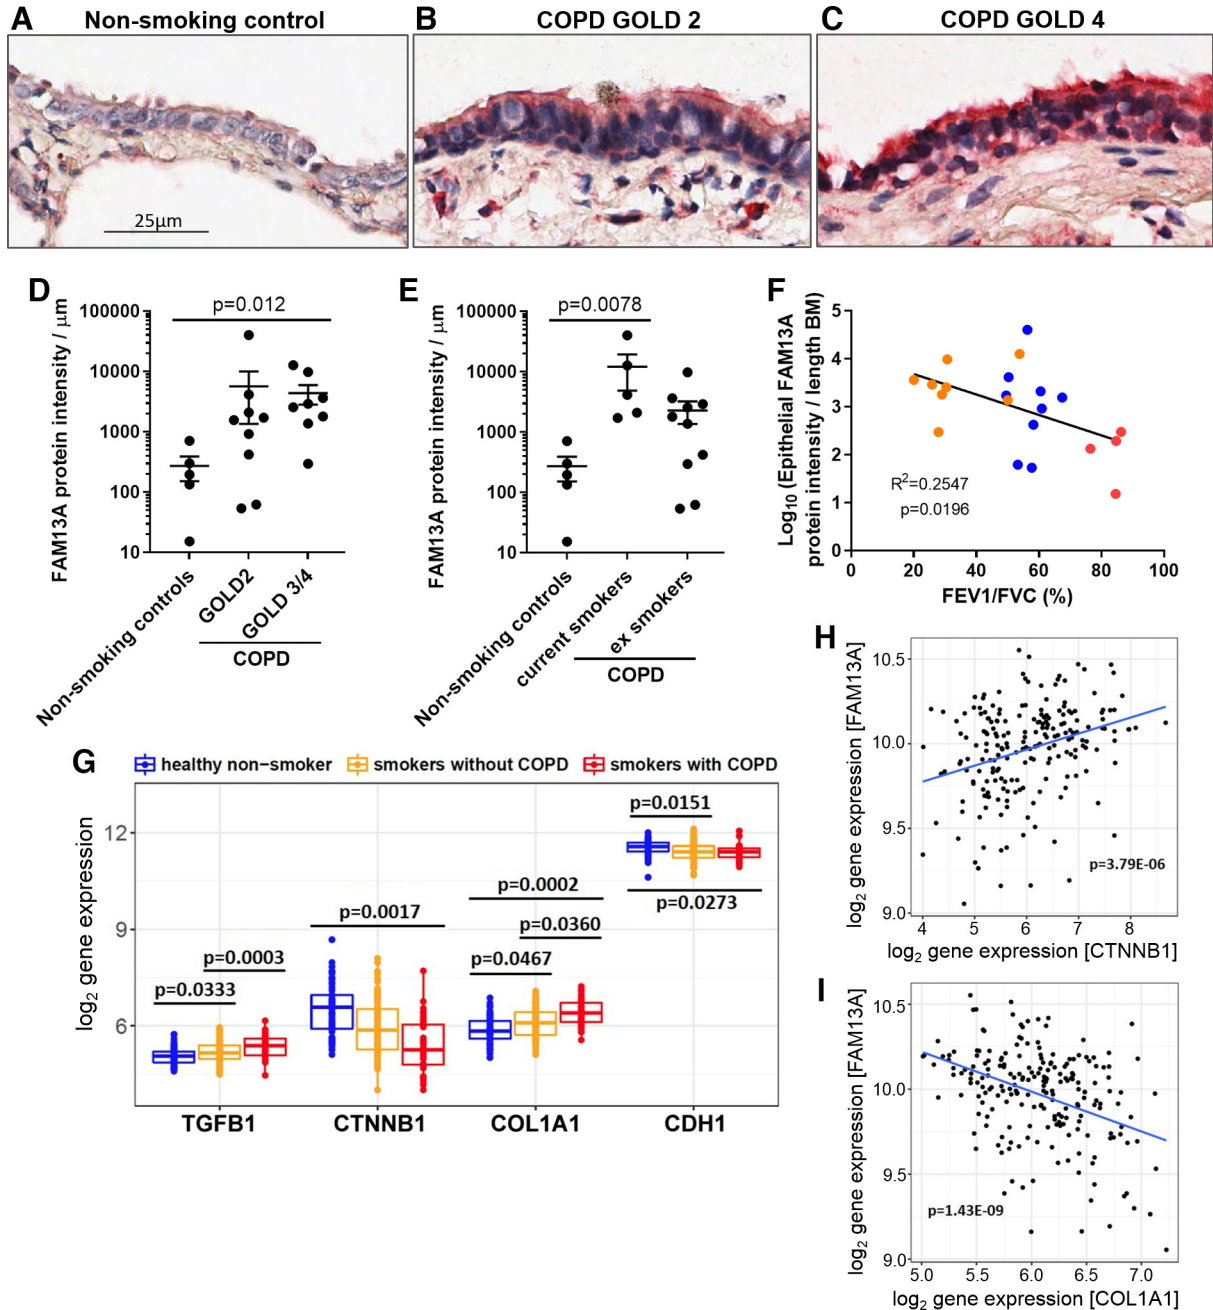 A Non-smoking control
B COPD GOLD 2
C COPD GOLD 4
25µm
D
FAM13A protein intensity / µm
100000
10000
1000
100
10
p=0.012
Non-smoking controls
GOLD2
GOLD 3/4
COPD
E
FAM13A protein intensity / µm
100000
10000
1000
100
10
p=0.0078
Non-smoking controls
current smokers
ex smokers
COPD
F
Log10 (Epithelial FAM13A
protein intensity / length BM)
5
4
3
2
1
0
R2=0.2547
p=0.0196
0 20 40 60 80 100
FEV1/FVC (%)
G
healthy non-smoker smokers without COPD smokers with COPD
log2 gene expression
12
9
6
p=0.0333
p=0.0003
p=0.0017
p=0.0467
p=0.0360
p=0.0002
p=0.0151
p=0.0273
TGFB1 CTNNB1 COL1A1 CDH1
H
log2 gene expression [FAM13A]
10.5
10.0
9.5
9.0
p=3.79E-06
4 5 6 7 8
log2 gene expression [CTNNB1]
I
log2 gene expression [FAM13A]
10.5
10.0
9.5
9.0
p=1.43E-09
5.0 5.5 6.0 6.5 7.0
log2 gene expression [COL1A1]